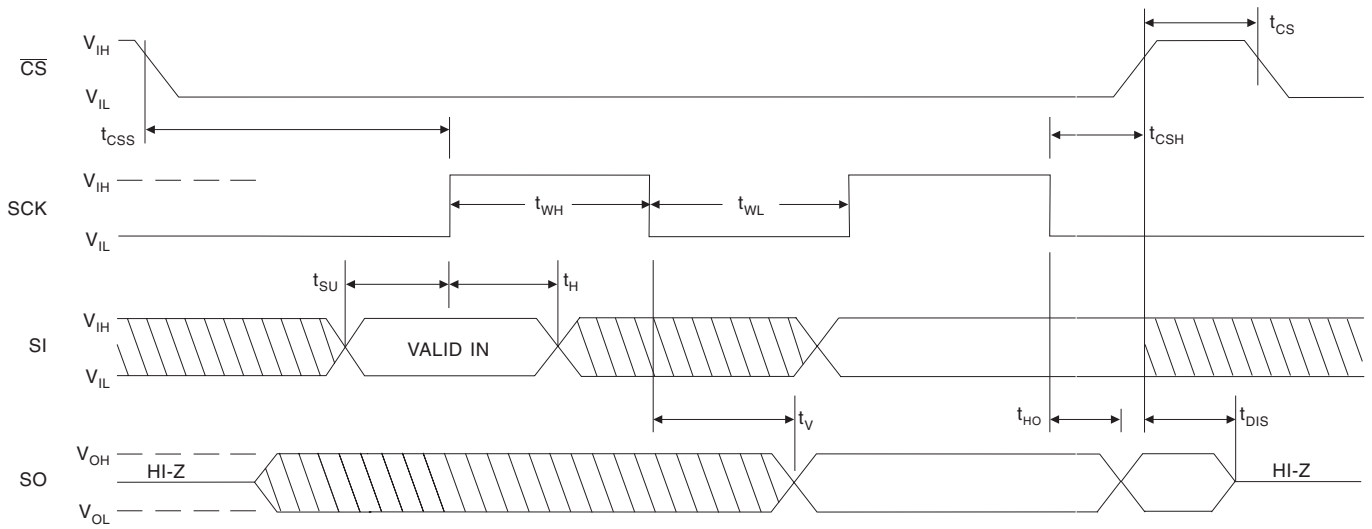 t_CS
V_IH
CS
V_IL
t_CSS
t_CSH
V_IH
SCK
t_WH
t_WL
V_IL
t_SU
t_H
V_IH
SI
VALID IN
V_IL
t_V
t_HO
t_DIS
V_OH
HI-Z
HI-Z
SO
V_OL